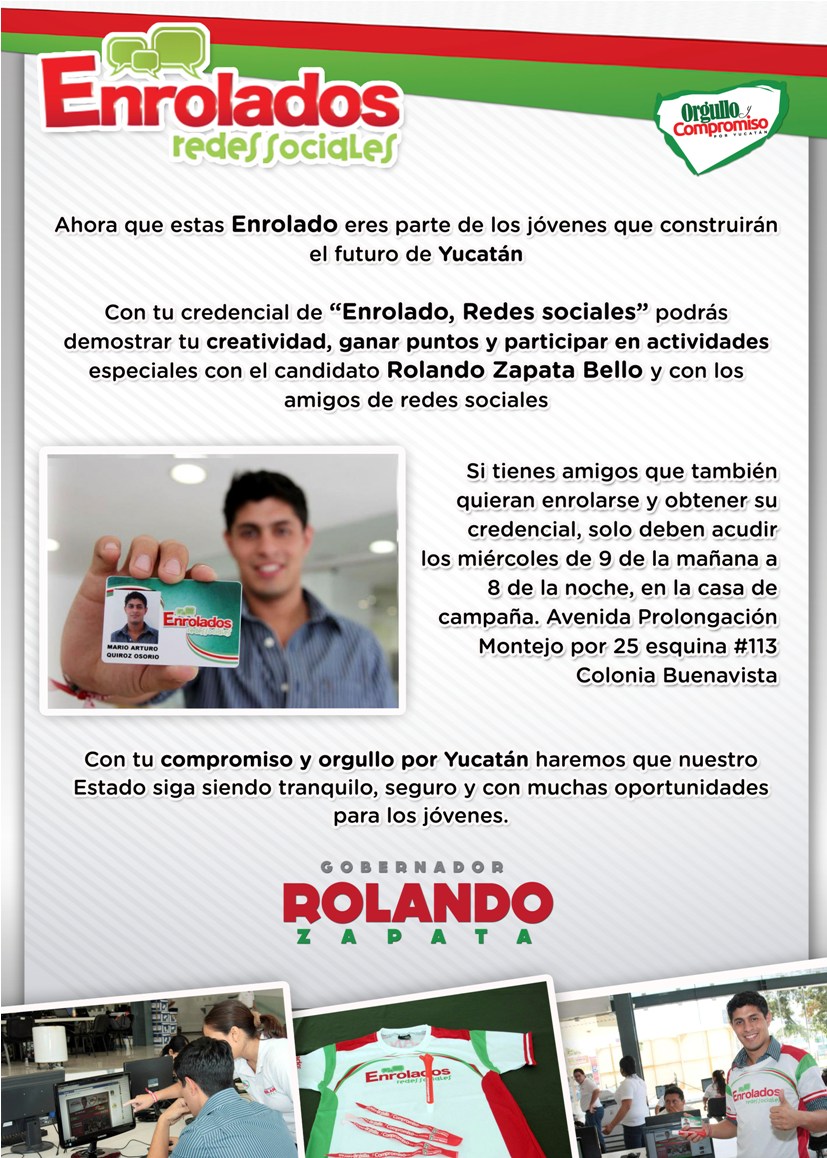 Enrolados
redes sociales
Orgullo y
Compromiso
POR YUCATÁN
Ahora que estas Enrolado eres parte de los jóvenes que construirán
el futuro de Yucatán
Con tu credencial de “Enrolado, Redes sociales” podrás
demostrar tu creatividad, ganar puntos y participar en actividades
especiales con el candidato Rolando Zapata Bello y con los
amigos de redes sociales
Si tienes amigos que también
quieran enrolarse y obtener su
credencial, solo deben acudir
los miércoles de 9 de la mañana a
8 de la noche, en la casa de
campaña. Avenida Prolongación
Montejo por 25 esquina #113
Colonia Buenavista
Enrolados
redes sociales
MARIO ARTURO
QUIROZ OSORIO
Con tu compromiso y orgullo por Yucatán haremos que nuestro
Estado siga siendo tranquilo, seguro y con muchas oportunidades
para los jóvenes.
GOBERNADOR
ROLANDO
ZAPATA
Enrolados
redes sociales
Enrolados
redes sociales